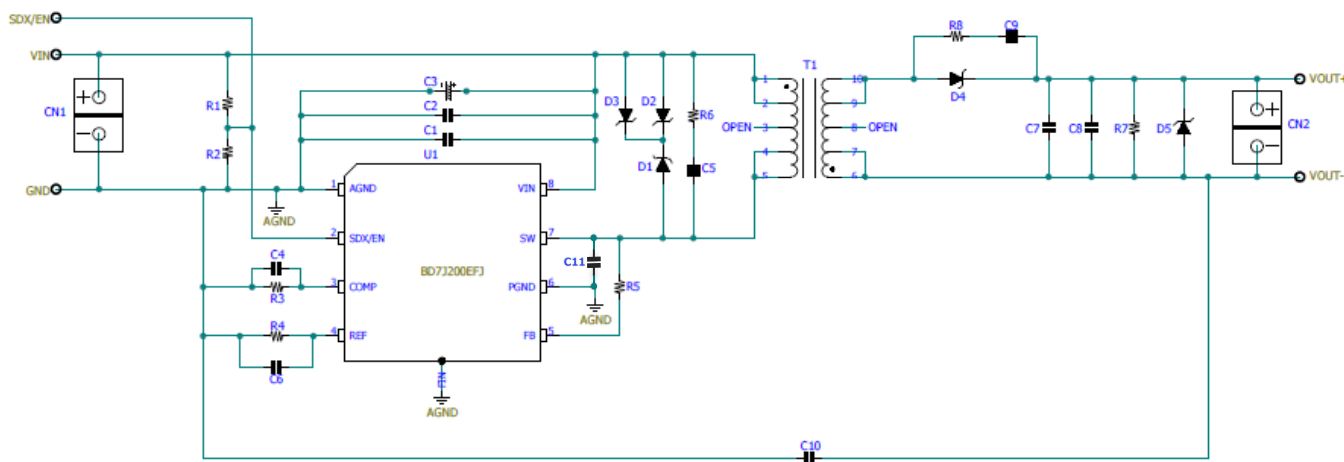 SDX/EN
VIN
CN1
+
−
GND
R1
R2
AGND
C3
C2
C1
U1
1 AGND
VIN 8
2 SDX/EN
SW 7
3 COMP
PGND 6
4 REF
FB 5
BD7J200EFJ
FIN
AGND
C4
R3
R4
C6
D3
D2
D1
R6
C5
C11
AGND
R5
T1
1
2
OPEN 3
4
5
10
9
8 OPEN
7
6
R8
C9
D4
C7
C8
R7
D5
VOUT+
CN2
+
−
VOUT-
C10